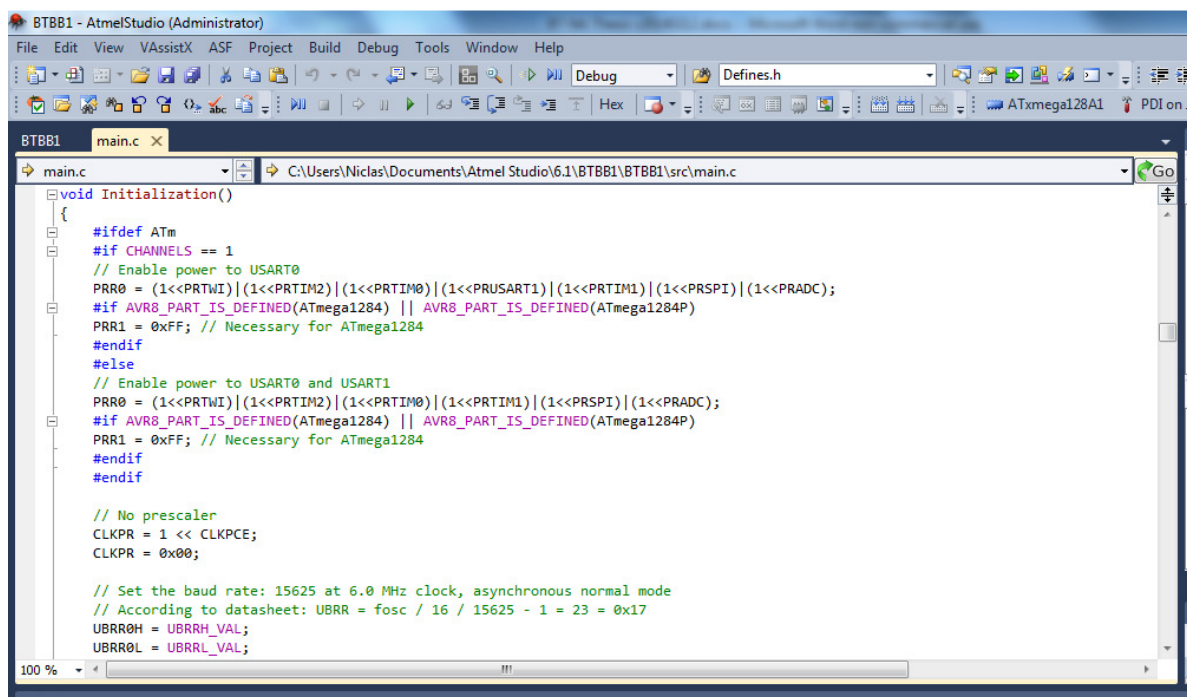 BTBB1 - AtmelStudio (Administrator)
File Edit View VAssistX ASF Project Build Debug Tools Window Help
Debug Defines.h
Hex ATxmega128A1 PDI on
BTBB1 main.c
main.c C:\Users\Niclas\Documents\Atmel Studio\6.1\BTBB1\BTBB1\src\main.c Go
void Initialization()
{
#ifdef ATm
#if CHANNELS == 1
// Enable power to USART0
PRR0 = (1<<PRTWI)|(1<<PRTIM2)|(1<<PRTIM0)|(1<<PRUSART1)|(1<<PRTIM1)|(1<<PRSPI)|(1<<PRADC);
#if AVR8_PART_IS_DEFINED(ATmega1284) || AVR8_PART_IS_DEFINED(ATmega1284P)
PRR1 = 0xFF; // Necessary for ATmega1284
#endif
#else
// Enable power to USART0 and USART1
PRR0 = (1<<PRTWI)|(1<<PRTIM2)|(1<<PRTIM0)|(1<<PRTIM1)|(1<<PRSPI)|(1<<PRADC);
#if AVR8_PART_IS_DEFINED(ATmega1284) || AVR8_PART_IS_DEFINED(ATmega1284P)
PRR1 = 0xFF; // Necessary for ATmega1284
#endif
#endif
// No prescaler
CLKPR = 1 << CLKPCE;
CLKPR = 0x00;
// Set the baud rate: 15625 at 6.0 MHz clock, asynchronous normal mode
// According to datasheet: UBRR = fosc / 16 / 15625 - 1 = 23 = 0x17
UBRR0H = UBRRH_VAL;
UBRR0L = UBRRL_VAL;
100 %